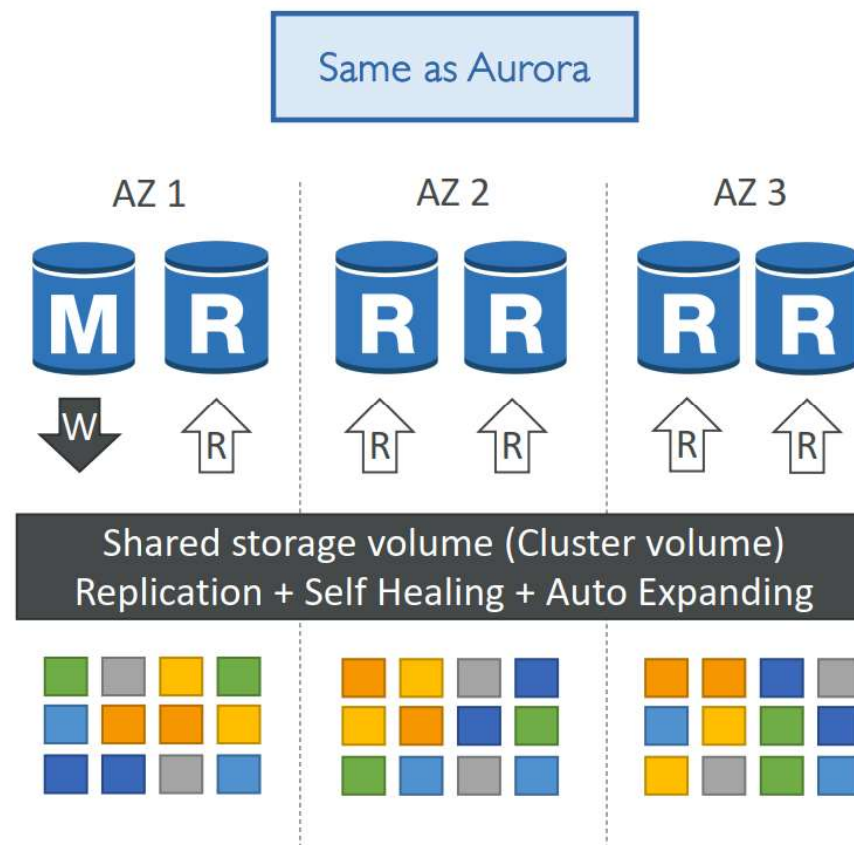 Same as Aurora
AZ 1 AZ 2 AZ 3
M R R R R R
W R R R R R
Shared storage volume (Cluster volume)
Replication + Self Healing + Auto Expanding